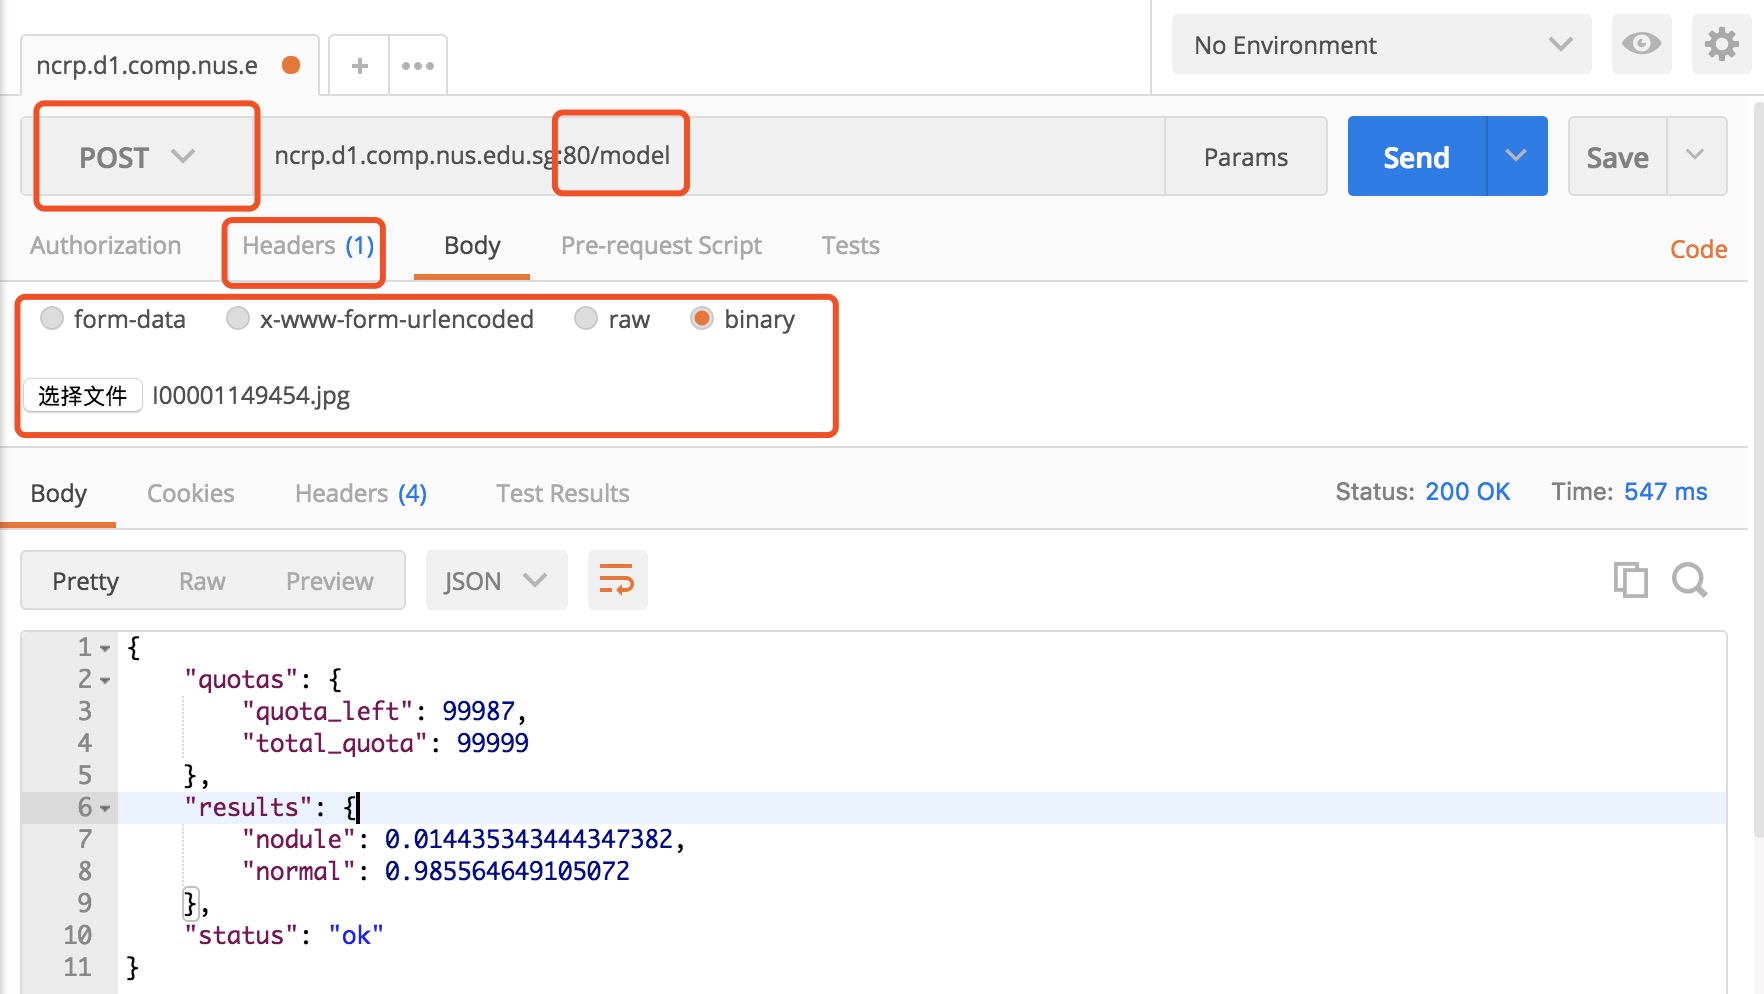 ncrp.d1.comp.nus.e
No Environment
POST ncrp.d1.comp.nus.edu.sg:80/model Params Send Save
Authorization Headers (1) Body Pre-request Script Tests Code
form-data x-www-form-urlencoded raw binary
选择文件 I00001149454.jpg
Body Cookies Headers (4) Test Results Status: 200 OK Time: 547 ms
Pretty Raw Preview JSON
1 {
2 "quotas": {
3 "quota_left": 99987,
4 "total_quota": 99999
5 },
6 "results": {
7 "nodule": 0.014435343444347382,
8 "normal": 0.985564649105072
9 },
10 "status": "ok"
11 }